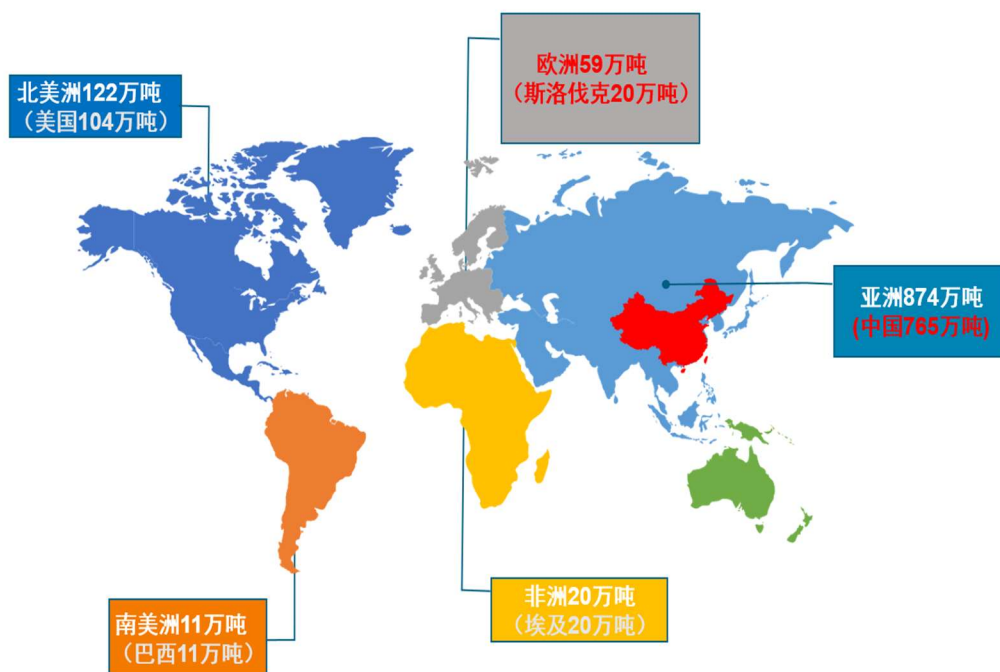 欧洲59万吨
（斯洛伐克20万吨）
北美洲122万吨
（美国104万吨）
亚洲874万吨
(中国765万吨)
非洲20万吨
（埃及20万吨）
南美洲11万吨
（巴西11万吨）